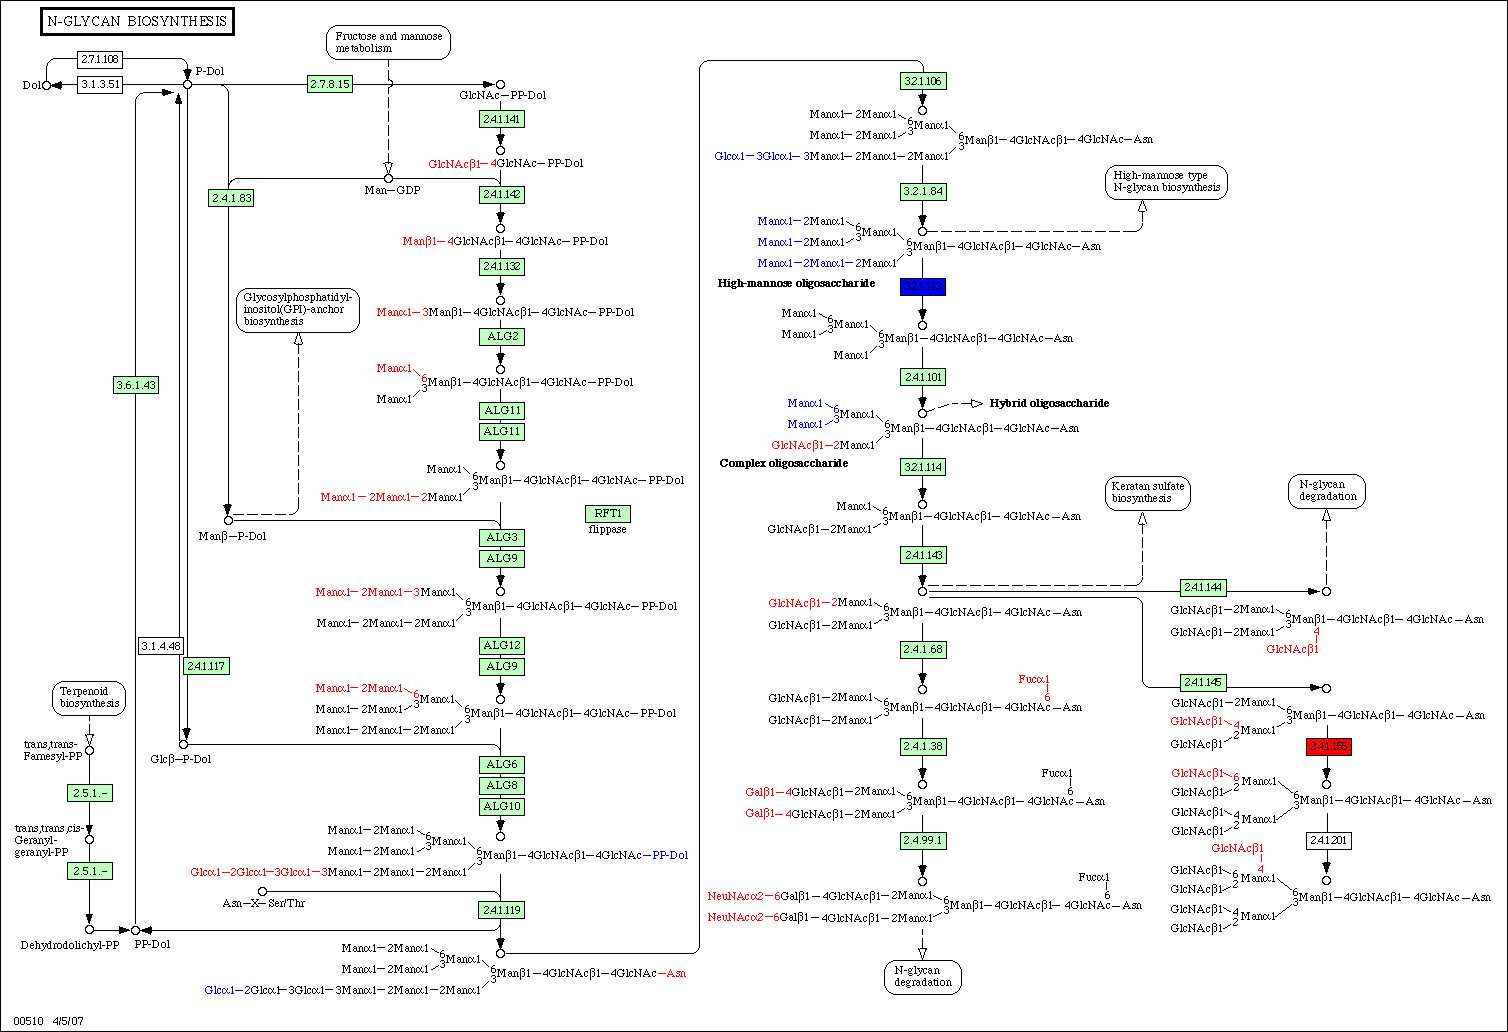 N-GLYCAN BIOSYNTHESIS
Fructose and mannose
metabolism
2.7.1.108
P-Dol
Dol
3.1.3.51
2.7.8.15
GlcNAc−PP-Dol
2.4.1.141
GlcNAcβ1−4GlcNAc−PP-Dol
Man−GDP
2.4.1.83
2.4.1.142
Manβ1−4GlcNAcβ1−4GlcNAc−PP-Dol
2.4.1.132
Glycosylphosphatidyl-
inositol(GPI)-anchor
biosynthesis
Manα1−3Manβ1−4GlcNAcβ1−4GlcNAc−PP-Dol
ALG2
Manα1
6
3
Manβ1−4GlcNAcβ1−4GlcNAc−PP-Dol
Manα1
3.6.1.43
ALG11
ALG11
Manα1
6
3
Manβ1−4GlcNAcβ1−4GlcNAc−PP-Dol
Manα1−2Manα1−2Manα1
RFT1
flippase
Manβ−P-Dol
ALG3
ALG9
Manα1−2Manα1−3Manα1
6
3
Manβ1−4GlcNAcβ1−4GlcNAc−PP-Dol
Manα1−2Manα1−2Manα1
3.1.4.48
2.4.1.117
ALG12
ALG9
Manα1−2Manα1
6
3
Manα1
Manα1−2Manα1
6
3
Manβ1−4GlcNAcβ1−4GlcNAc−PP-Dol
Manα1−2Manα1−2Manα1
Terpenoid
biosynthesis
trans,trans-
Farnesyl-PP
Glcβ−P-Dol
ALG6
ALG8
ALG10
2.5.1.−
trans,trans,cis-
Geranyl-
geranyl-PP
Manα1−2Manα1
6
3
Manα1
Manα1−2Manα1
6
3
Manβ1−4GlcNAcβ1−4GlcNAc−PP-Dol
Glcα1−2Glcα1−3Glcα1−3Manα1−2Manα1−2Manα1
2.5.1.−
Asn−X−Ser/Thr
2.4.1.119
Dehydrodolichyl-PP
PP-Dol
Manα1−2Manα1
6
3
Manα1
Manα1−2Manα1
6
3
Manβ1−4GlcNAcβ1−4GlcNAc−Asn
Glcα1−2Glcα1−3Glcα1−3Manα1−2Manα1−2Manα1
3.2.1.106
Manα1−2Manα1
6
3
Manα1
Manα1−2Manα1
6
3
Manβ1−4GlcNAcβ1−4GlcNAc−Asn
Glcα1−3Glcα1−3Manα1−2Manα1−2Manα1
3.2.1.84
High-mannose type
N-glycan biosynthesis
Manα1−2Manα1
6
3
Manα1
Manα1−2Manα1
6
3
Manβ1−4GlcNAcβ1−4GlcNAc−Asn
Manα1−2Manα1−2Manα1
High-mannose oligosaccharide
Manα1
6
3
Manα1
Manα1
6
3
Manβ1−4GlcNAcβ1−4GlcNAc−Asn
Manα1
2.4.1.101
Hybrid oligosaccharide
Manα1
6
3
Manα1
Manα1
6
3
Manβ1−4GlcNAcβ1−4GlcNAc−Asn
GlcNAcβ1−2Manα1
Complex oligosaccharide
3.2.1.114
Manα1
6
3
Manβ1−4GlcNAcβ1−4GlcNAc−Asn
GlcNAcβ1−2Manα1
Keratan sulfate
biosynthesis
N-glycan
degradation
2.4.1.143
2.4.1.144
GlcNAcβ1−2Manα1
6
3
Manβ1−4GlcNAcβ1−4GlcNAc−Asn
GlcNAcβ1−2Manα1
GlcNAcβ1−2Manα1
6
3
Manβ1−4GlcNAcβ1−4GlcNAc−Asn
GlcNAcβ1−2Manα1
4
GlcNAcβ1
2.4.1.68
2.4.1.145
Fucα1
6
GlcNAcβ1−2Manα1
6
3
Manβ1−4GlcNAcβ1−4GlcNAc−Asn
GlcNAcβ1−2Manα1
GlcNAcβ1−2Manα1
6
3
Manβ1−4GlcNAcβ1−4GlcNAc−Asn
GlcNAcβ1
4
2
Manα1
GlcNAcβ1
2.4.1.38
2.4.1.155
Fucα1
6
Galβ1−4GlcNAcβ1−2Manα1
6
3
Manβ1−4GlcNAcβ1−4GlcNAc−Asn
Galβ1−4GlcNAcβ1−2Manα1
GlcNAcβ1
6
2
Manα1
GlcNAcβ1
6
3
Manβ1−4GlcNAcβ1−4GlcNAc−Asn
GlcNAcβ1
4
2
Manα1
GlcNAcβ1
2.4.99.1
2.4.1.201
Fucα1
6
NeuNAcα2−6Galβ1−4GlcNAcβ1−2Manα1
6
3
Manβ1−4GlcNAcβ1−4GlcNAc−Asn
NeuNAcα2−6Galβ1−4GlcNAcβ1−2Manα1
GlcNAcβ1
4
GlcNAcβ1
6
2
Manα1
GlcNAcβ1
6
3
Manβ1−4GlcNAcβ1−4GlcNAc−Asn
GlcNAcβ1
4
2
Manα1
GlcNAcβ1
N-glycan
degradation
00510 4/5/07